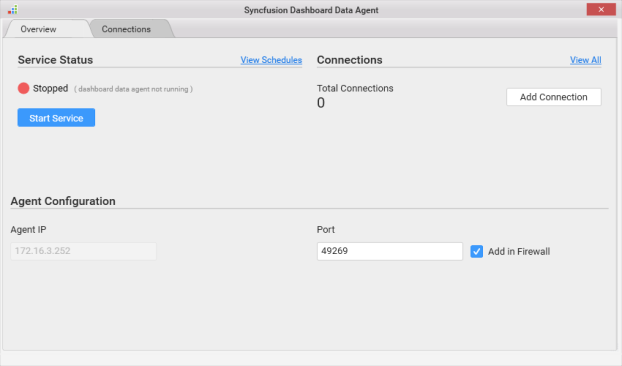 Syncfusion Dashboard Data Agent
Overview
Connections
Service Status
View Schedules
Connections
View All
Stopped ( dashboard data agent not running )
Total Connections
0
Add Connection
Start Service
Agent Configuration
Agent IP
Port
172.16.3.252
49269
Add in Firewall